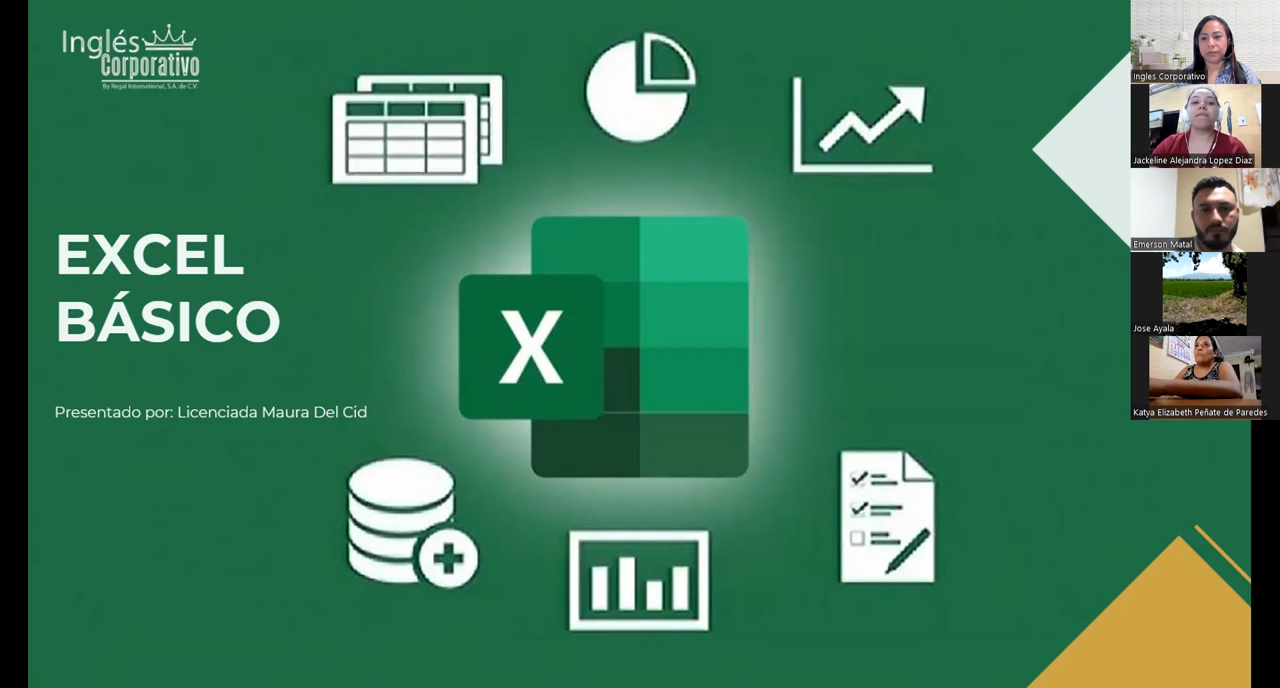 Inglés
Corporativo
By Regal International, S.A. de C.V.
EXCEL
BÁSICO
Presentado por: Licenciada Maura Del Cid
X
Ingles Corporativo
Jackeline Alejandra Lopez Diaz
Emerson Matal
Jose Ayala
Katya Elizabeth Peñate de Paredes